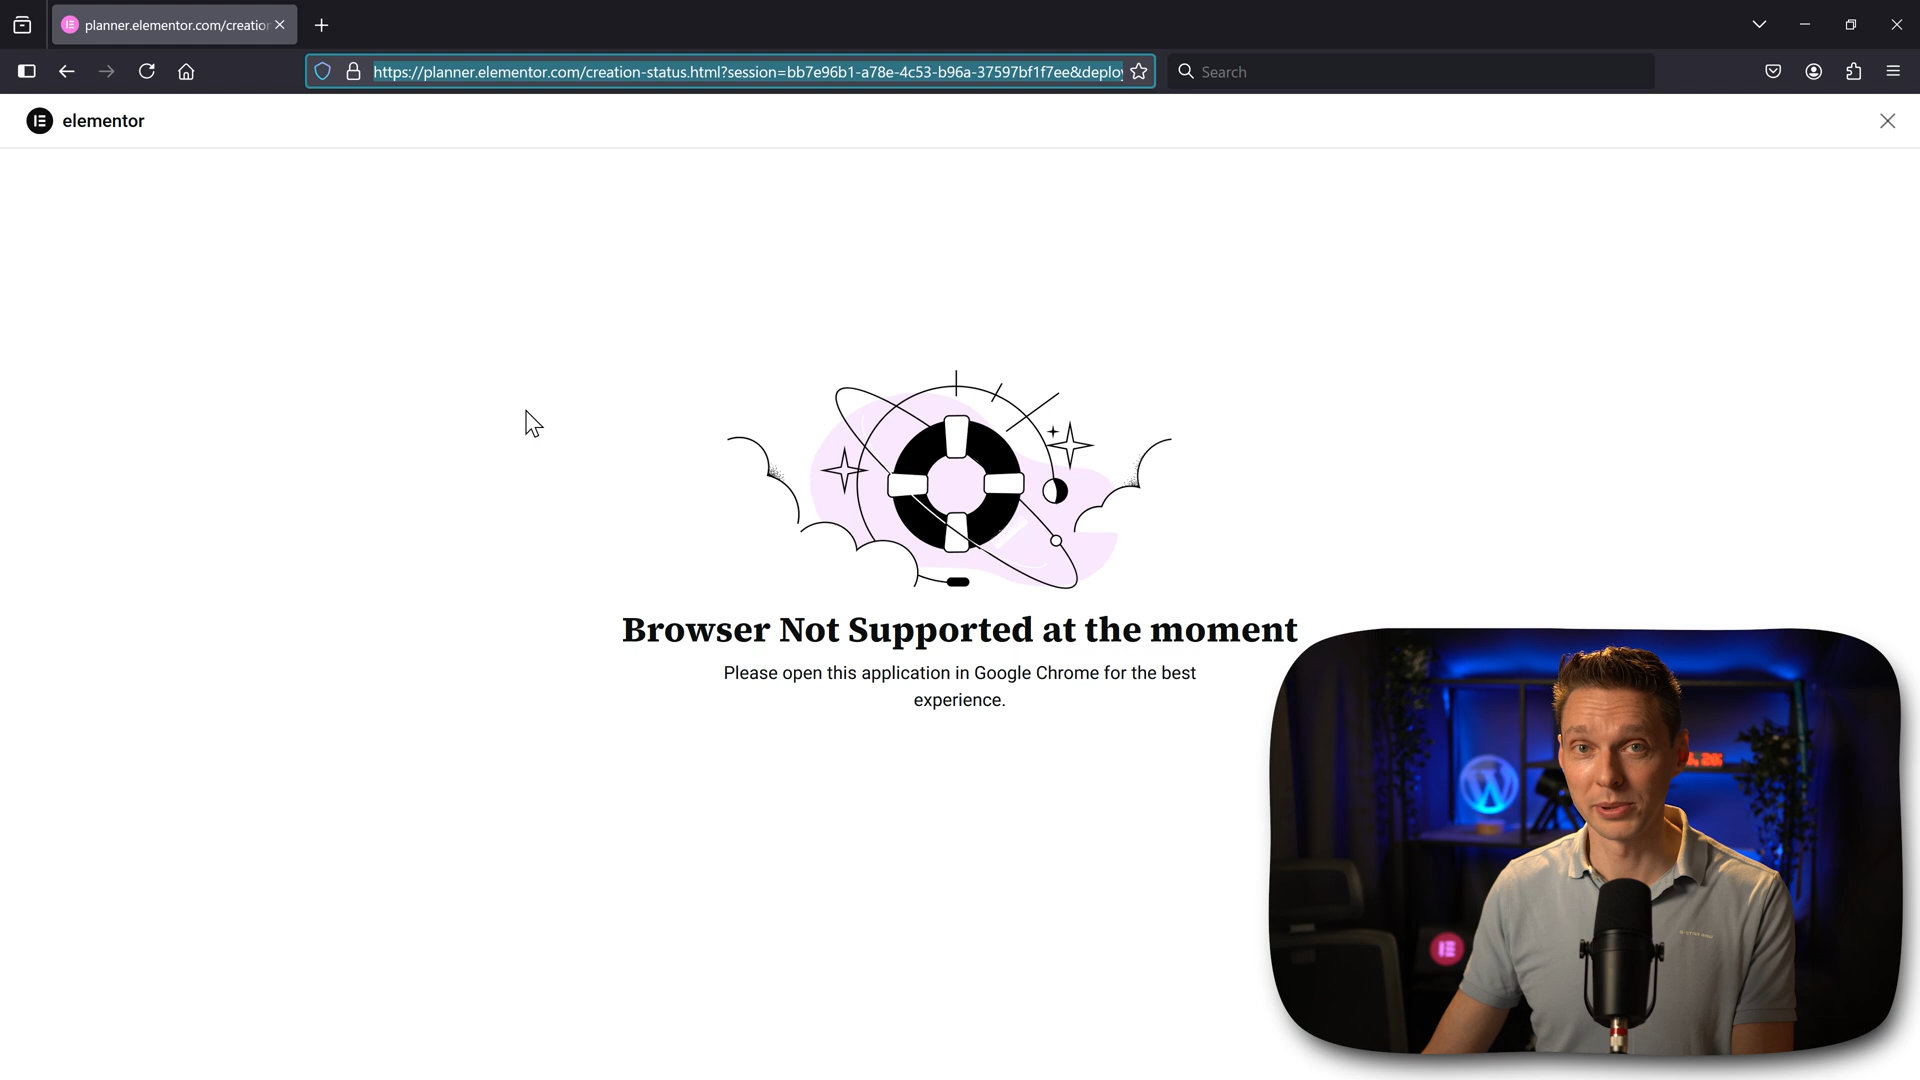 planner.elementor.com/creatio
https://planner.elementor.com/creation-status.html?session=bb7e96b1-a78e-4c53-b96a-37597bf1f7ee&deploy
Search
elementor
Browser Not Supported at the moment
Please open this application in Google Chrome for the best
experience.